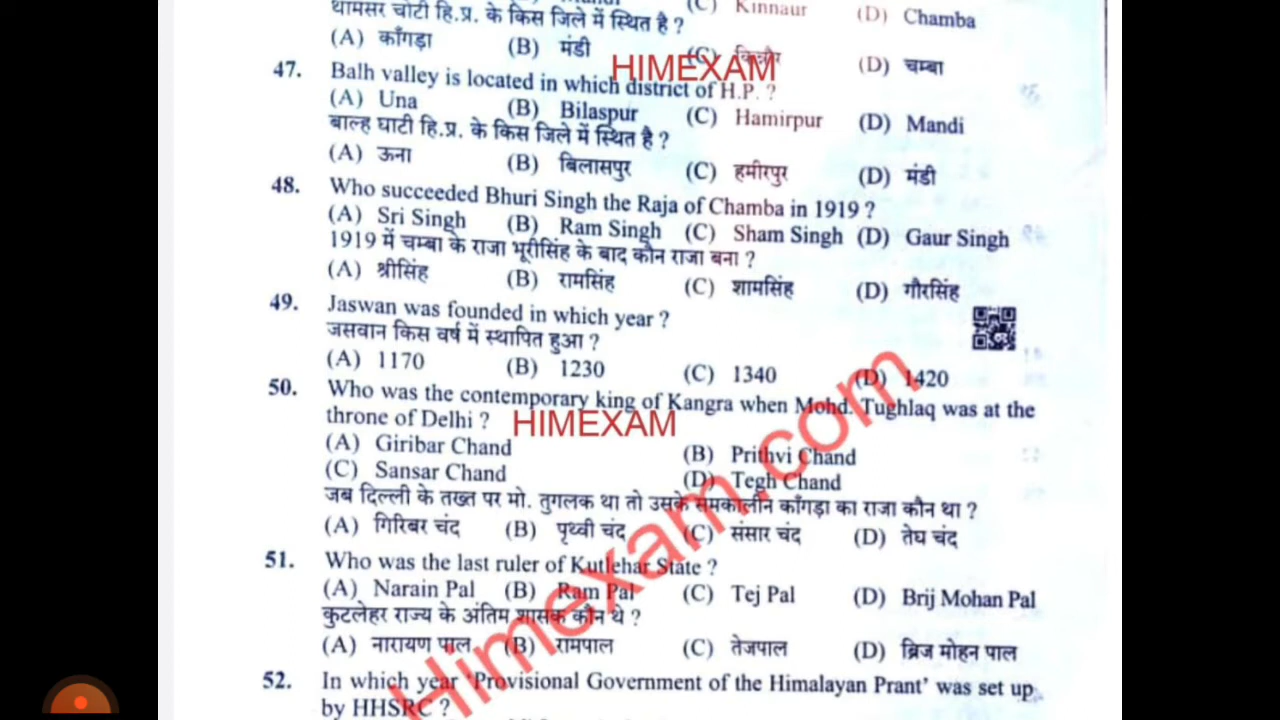 (C) Kinnaur (D) Chamba
थामसर चोटी हि.प्र. के किस जिले में स्थित है ?
(A) काँगड़ा (B) मंडी (C) किन्नौर (D) चम्बा
HIMEXAM
47. Balh valley is located in which district of H.P. ?
(A) Una (B) Bilaspur (C) Hamirpur (D) Mandi
बाल्ह घाटी हि.प्र. के किस जिले में स्थित है ?
(A) ऊना (B) बिलासपुर (C) हमीरपुर (D) मंडी
48. Who succeeded Bhuri Singh the Raja of Chamba in 1919 ?
(A) Sri Singh (B) Ram Singh (C) Sham Singh (D) Gaur Singh
1919 में चम्बा के राजा भूरीसिंह के बाद कौन राजा बना ?
(A) श्रीसिंह (B) रामसिंह (C) शामसिंह (D) गौरसिंह
49. Jaswan was founded in which year ?
जसवान किस वर्ष में स्थापित हुआ ?
(A) 1170 (B) 1230 (C) 1340 (D) 1420
50. Who was the contemporary king of Kangra when Mohd. Tughlaq was at the
throne of Delhi ? HIMEXAM
(A) Giribar Chand (B) Prithvi Chand
(C) Sansar Chand (D) Tegh Chand
जब दिल्ली के तख्त पर मो. तुगलक था तो उसके समकालीन काँगड़ा का राजा कौन था ?
(A) गिरिबर चंद (B) पृथ्वी चंद (C) संसार चंद (D) तेघ चंद
51. Who was the last ruler of Kutlehar State ?
(A) Narain Pal (B) Ram Pal (C) Tej Pal (D) Brij Mohan Pal
कुटलेहर राज्य के अंतिम शासक कौन थे ?
(A) नारायण पाल (B) रामपाल (C) तेजपाल (D) ब्रिज मोहन पाल
52. In which year 'Provisional Government of the Himalayan Prant' was set up
by HHSRC ?
Himexam.com